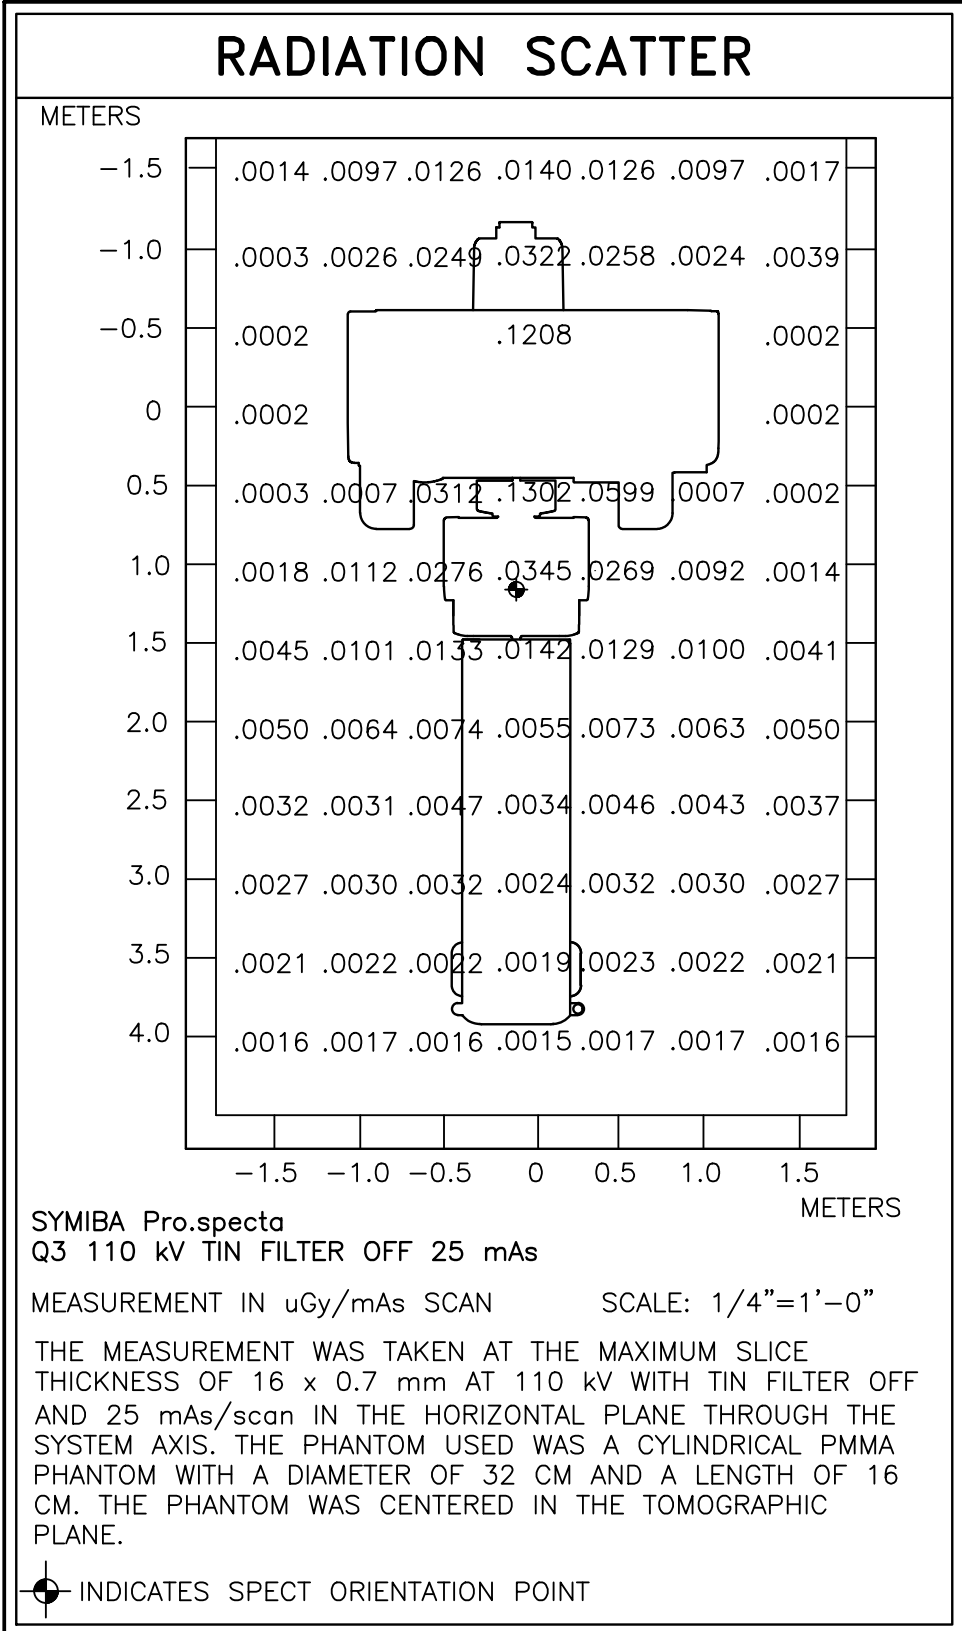 RADIATION SCATTER
METERS
−1.5 .0014 .0097 .0126 .0140 .0126 .0097 .0017
−1.0 .0003 .0026 .0249 .0322 .0258 .0024 .0039
−0.5 .0002 .1208 .0002
0 .0002 .0002
0.5 .0003 .0007 .0312 .1302 .0599 .0007 .0002
1.0 .0018 .0112 .0276 .0345 .0269 .0092 .0014
1.5 .0045 .0101 .0133 .0142 .0129 .0100 .0041
2.0 .0050 .0064 .0074 .0055 .0073 .0063 .0050
2.5 .0032 .0031 .0047 .0034 .0046 .0043 .0037
3.0 .0027 .0030 .0032 .0024 .0032 .0030 .0027
3.5 .0021 .0022 .0022 .0019 .0023 .0022 .0021
4.0 .0016 .0017 .0016 .0015 .0017 .0017 .0016
−1.5 −1.0 −0.5 0 0.5 1.0 1.5
METERS
SYMIBA Pro.specta
Q3 110 kV TIN FILTER OFF 25 mAs
MEASUREMENT IN uGy/mAs SCAN SCALE: 1/4"=1'−0"
THE MEASUREMENT WAS TAKEN AT THE MAXIMUM SLICE
THICKNESS OF 16 x 0.7 mm AT 110 kV WITH TIN FILTER OFF
AND 25 mAs/scan IN THE HORIZONTAL PLANE THROUGH THE
SYSTEM AXIS. THE PHANTOM USED WAS A CYLINDRICAL PMMA
PHANTOM WITH A DIAMETER OF 32 CM AND A LENGTH OF 16
CM. THE PHANTOM WAS CENTERED IN THE TOMOGRAPHIC
PLANE.
INDICATES SPECT ORIENTATION POINT